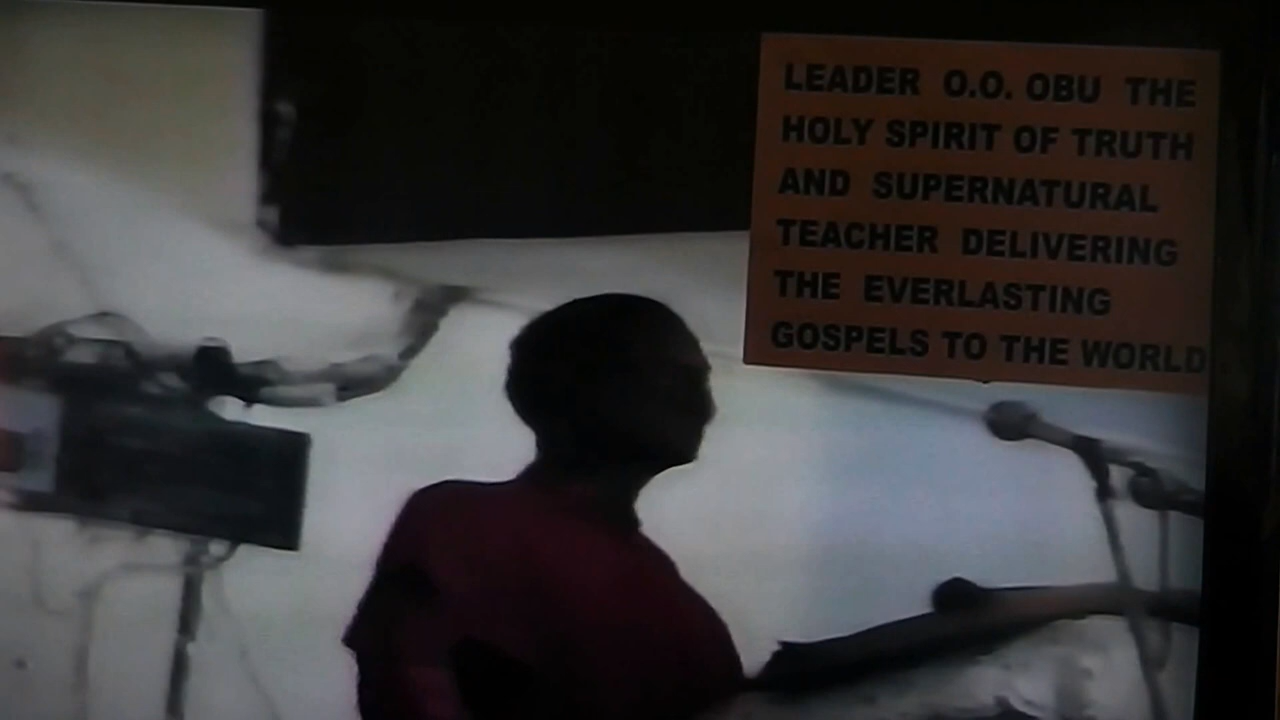 LEADER O.O. OBU THE
HOLY SPIRIT OF TRUTH
AND SUPERNATURAL
TEACHER DELIVERING
THE EVERLASTING
GOSPELS TO THE WORLD